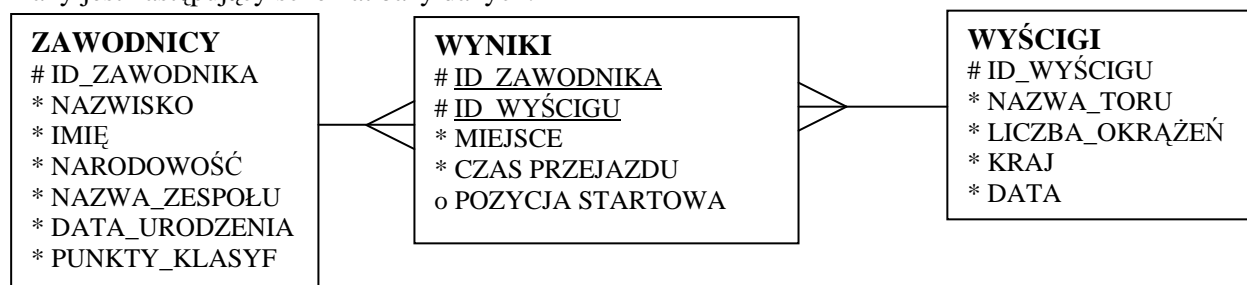 ZAWODNICY
# ID_ZAWODNIKA
* NAZWISKO
* IMIĘ
* NARODOWOŚĆ
* NAZWA_ZESPOŁU
* DATA_URODZENIA
* PUNKTY_KLASYF
WYNIKI
# ID_ZAWODNIKA
# ID_WYŚCIGU
* MIEJSCE
* CZAS PRZEJAZDU
o POZYCJA STARTOWA
WYŚCIGI
# ID_WYŚCIGU
* NAZWA_TORU
* LICZBA_OKRĄŻEŃ
* KRAJ
* DATA